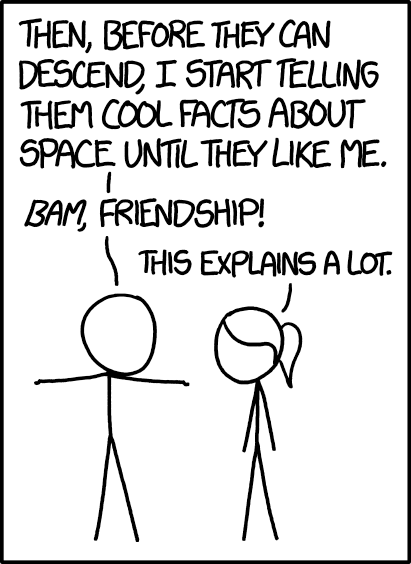 THEN, BEFORE THEY CAN
DESCEND, I START TELLING
THEM COOL FACTS ABOUT
SPACE UNTIL THEY LIKE ME.
BAM, FRIENDSHIP!
THIS EXPLAINS A LOT.